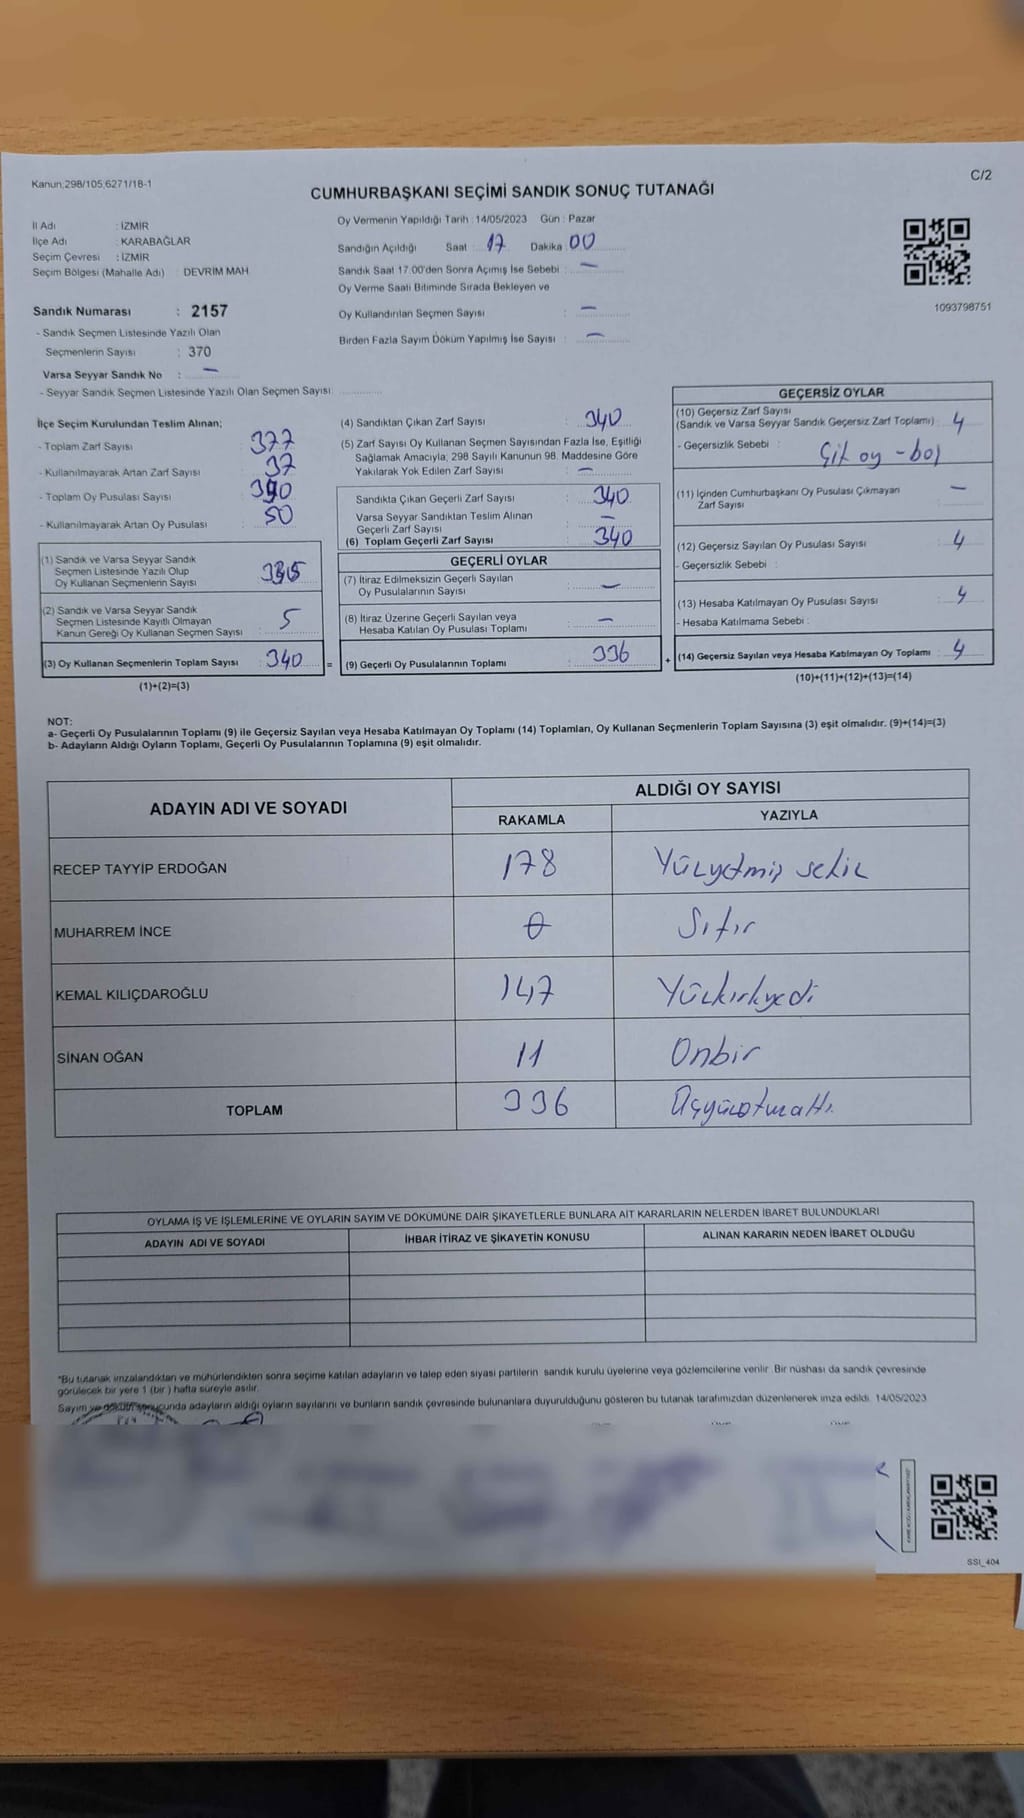 Kanun;298/105;6271/18-1
C/2
CUMHURBAŞKANI SEÇİMİ SANDIK SONUÇ TUTANAĞI
İl Adı : İZMİR
İlçe Adı : KARABAĞLAR
Seçim Çevresi : İZMİR
Seçim Bölgesi (Mahalle Adı) : DEVRİM MAH.
Oy Vermenin Yapıldığı Tarih : 14/05/2023 Gün : Pazar
Sandığın Açıldığı Saat : 17 Dakika : 00
Sandık Saat 17.00'den Sonra Açımış İse Sebebi : —
Oy Verme Saati Bitiminde Sırada Bekleyen ve
Oy Kullandırılan Seçmen Sayısı : —
Birden Fazla Sayım Döküm Yapılmış İse Sayısı : —
1093798751
Sandık Numarası : 2157
- Sandık Seçmen Listesinde Yazılı Olan
Seçmenlerin Sayısı : 370
Varsa Seyyar Sandık No : —
- Seyyar Sandık Seçmen Listesinde Yazılı Olan Seçmen Sayısı:
İlçe Seçim Kurulundan Teslim Alınan;
- Toplam Zarf Sayısı : 377
- Kullanılmayarak Artan Zarf Sayısı : 37
- Toplam Oy Pusulası Sayısı : 390
- Kullanılmayarak Artan Oy Pusulası : 50
(1) Sandık ve Varsa Seyyar Sandık
Seçmen Listesinde Yazılı Olup
Oy Kullanan Seçmenlerin Sayısı : 335
(2) Sandık ve Varsa Seyyar Sandık
Seçmen Listesinde Kayıtlı Olmayan
Kanun Gereği Oy Kullanan Seçmen Sayısı : 5
(3) Oy Kullanan Seçmenlerin Toplam Sayısı : 340
(1)+(2)=(3)
(4) Sandıktan Çıkan Zarf Sayısı : 340
(5) Zarf Sayısı Oy Kullanan Seçmen Sayısından Fazla İse, Eşitliği
Sağlamak Amacıyla; 298 Sayılı Kanunun 98. Maddesine Göre
Yakılarak Yok Edilen Zarf Sayısı : —
Sandıkta Çıkan Geçerli Zarf Sayısı : 340
Varsa Seyyar Sandıktan Teslim Alınan
Geçerli Zarf Sayısı : —
(6) Toplam Geçerli Zarf Sayısı : 340
GEÇERLİ OYLAR
(7) İtiraz Edilmeksizin Geçerli Sayılan
Oy Pusulalarının Sayısı : —
(8) İtiraz Üzerine Geçerli Sayılan veya
Hesaba Katılan Oy Pusulası Toplamı : —
= (9) Geçerli Oy Pusulalarının Toplamı : 336
GEÇERSİZ OYLAR
(10) Geçersiz Zarf Sayısı
(Sandık ve Varsa Seyyar Sandık Geçersiz Zarf Toplamı) : 4
- Geçersizlik Sebebi : Çift oy - boş
(11) İçinden Cumhurbaşkanı Oy Pusulası Çıkmayan
Zarf Sayısı : —
(12) Geçersiz Sayılan Oy Pusulası Sayısı : 4
- Geçersizlik Sebebi :
(13) Hesaba Katılmayan Oy Pusulası Sayısı : 4
- Hesaba Katılmama Sebebi :
+ (14) Geçersiz Sayılan veya Hesaba Katılmayan Oy Toplamı : 4
(10)+(11)+(12)+(13)=(14)
NOT:
a- Geçerli Oy Pusulalarının Toplamı (9) ile Geçersiz Sayılan veya Hesaba Katılmayan Oy Toplamı (14) Toplamları, Oy Kullanan Seçmenlerin Toplam Sayısına (3) eşit olmalıdır. (9)+(14)=(3)
b- Adayların Aldığı Oyların Toplamı, Geçerli Oy Pusulalarının Toplamına (9) eşit olmalıdır.
ADAYIN ADI VE SOYADI
ALDIĞI OY SAYISI
RAKAMLA YAZIYLA
RECEP TAYYİP ERDOĞAN 178 Yüzyetmiş sekiz
MUHARREM İNCE 0 Sıfır
KEMAL KILIÇDAROĞLU 147 Yüzkırkyedi
SİNAN OĞAN 11 Onbir
TOPLAM 336 Üçyüzotuzaltı
OYLAMA İŞ VE İŞLEMLERİNE VE OYLARIN SAYIM VE DÖKÜMÜNE DAİR ŞİKAYETLERLE BUNLARA AİT KARARLARIN NELERDEN İBARET BULUNDUKLARI
ADAYIN ADI VE SOYADI İHBAR İTİRAZ VE ŞİKAYETİN KONUSU ALINAN KARARIN NEDEN İBARET OLDUĞU
*Bu tutanak imzalandıktan ve mühürlendikten sonra seçime katılan adayların ve talep eden siyasi partilerin sandık kurulu üyelerine veya gözlemcilerine verilir. Bir nüshası da sandık çevresinde
görülecek bir yere 1 (bir) hafta süreyle asılır.
Sayım ve döküm sonucunda adayların aldığı oyların sayılarını ve bunların sandık çevresinde bulunanlara duyurulduğunu gösteren bu tutanak tarafımızdan düzenlenerek imza edildi. 14/05/2023
SSI_404